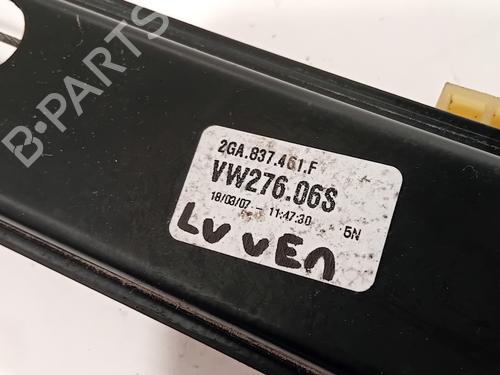 B-PARTS
2GA.837.461.F
VW276.06S
18/03/07 - 11:47:30 5N
LV VEN